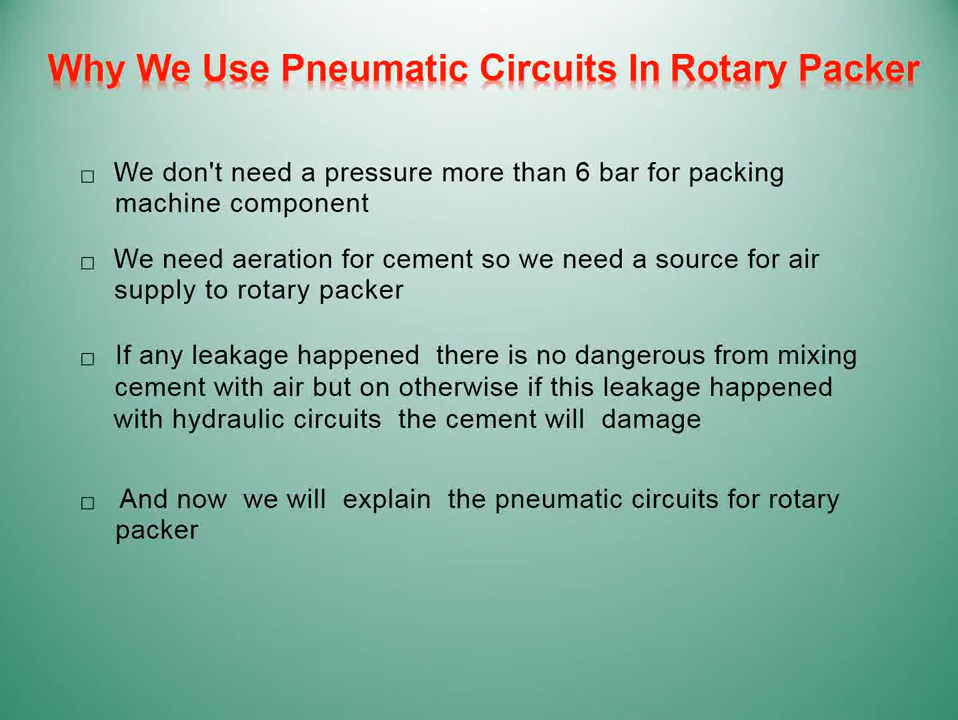 Why We Use Pneumatic Circuits In Rotary Packer
□ We don't need a pressure more than 6 bar for packing
machine component
□ We need aeration for cement so we need a source for air
supply to rotary packer
□ If any leakage happened there is no dangerous from mixing
cement with air but on otherwise if this leakage happened
with hydraulic circuits the cement will damage
□ And now we will explain the pneumatic circuits for rotary
packer